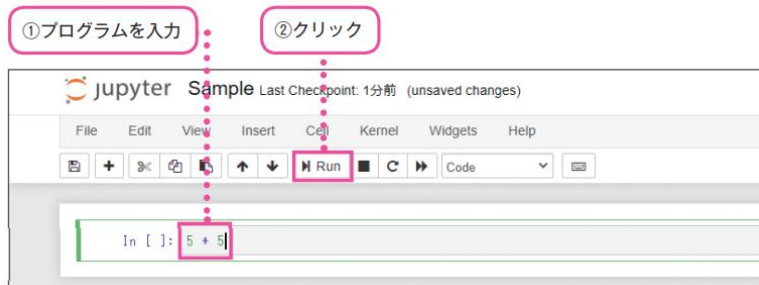 ①プログラムを入力
②クリック
jupyter Sample Last Checkpoint: 1分前 (unsaved changes)
File Edit View Insert Cell Kernel Widgets Help
Run Code
In [ ]: 5 + 5